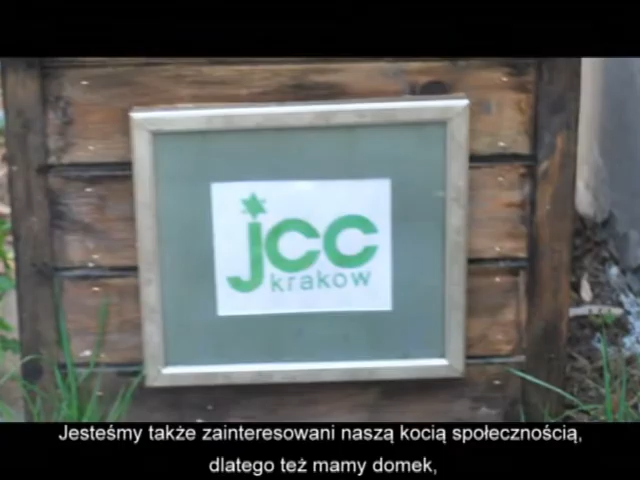 jcc
krakow
Jesteśmy także zainteresowani naszą kocią społecznością,
dlatego też mamy domek,